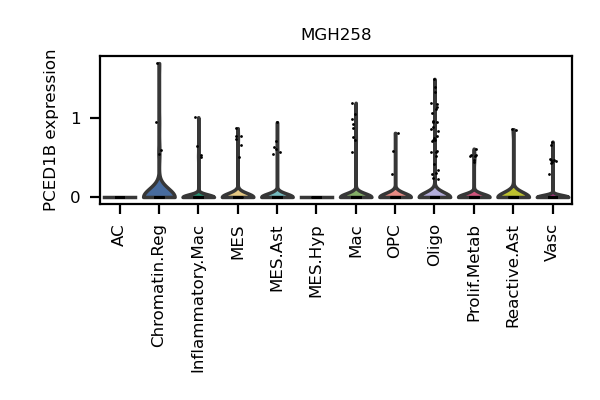 MGH258
PCED1B expression
1
0
AC
Chromatin.Reg
Inflammatory.Mac
MES
MES.Ast
MES.Hyp
Mac
OPC
Oligo
Prolif.Metab
Reactive.Ast
Vasc